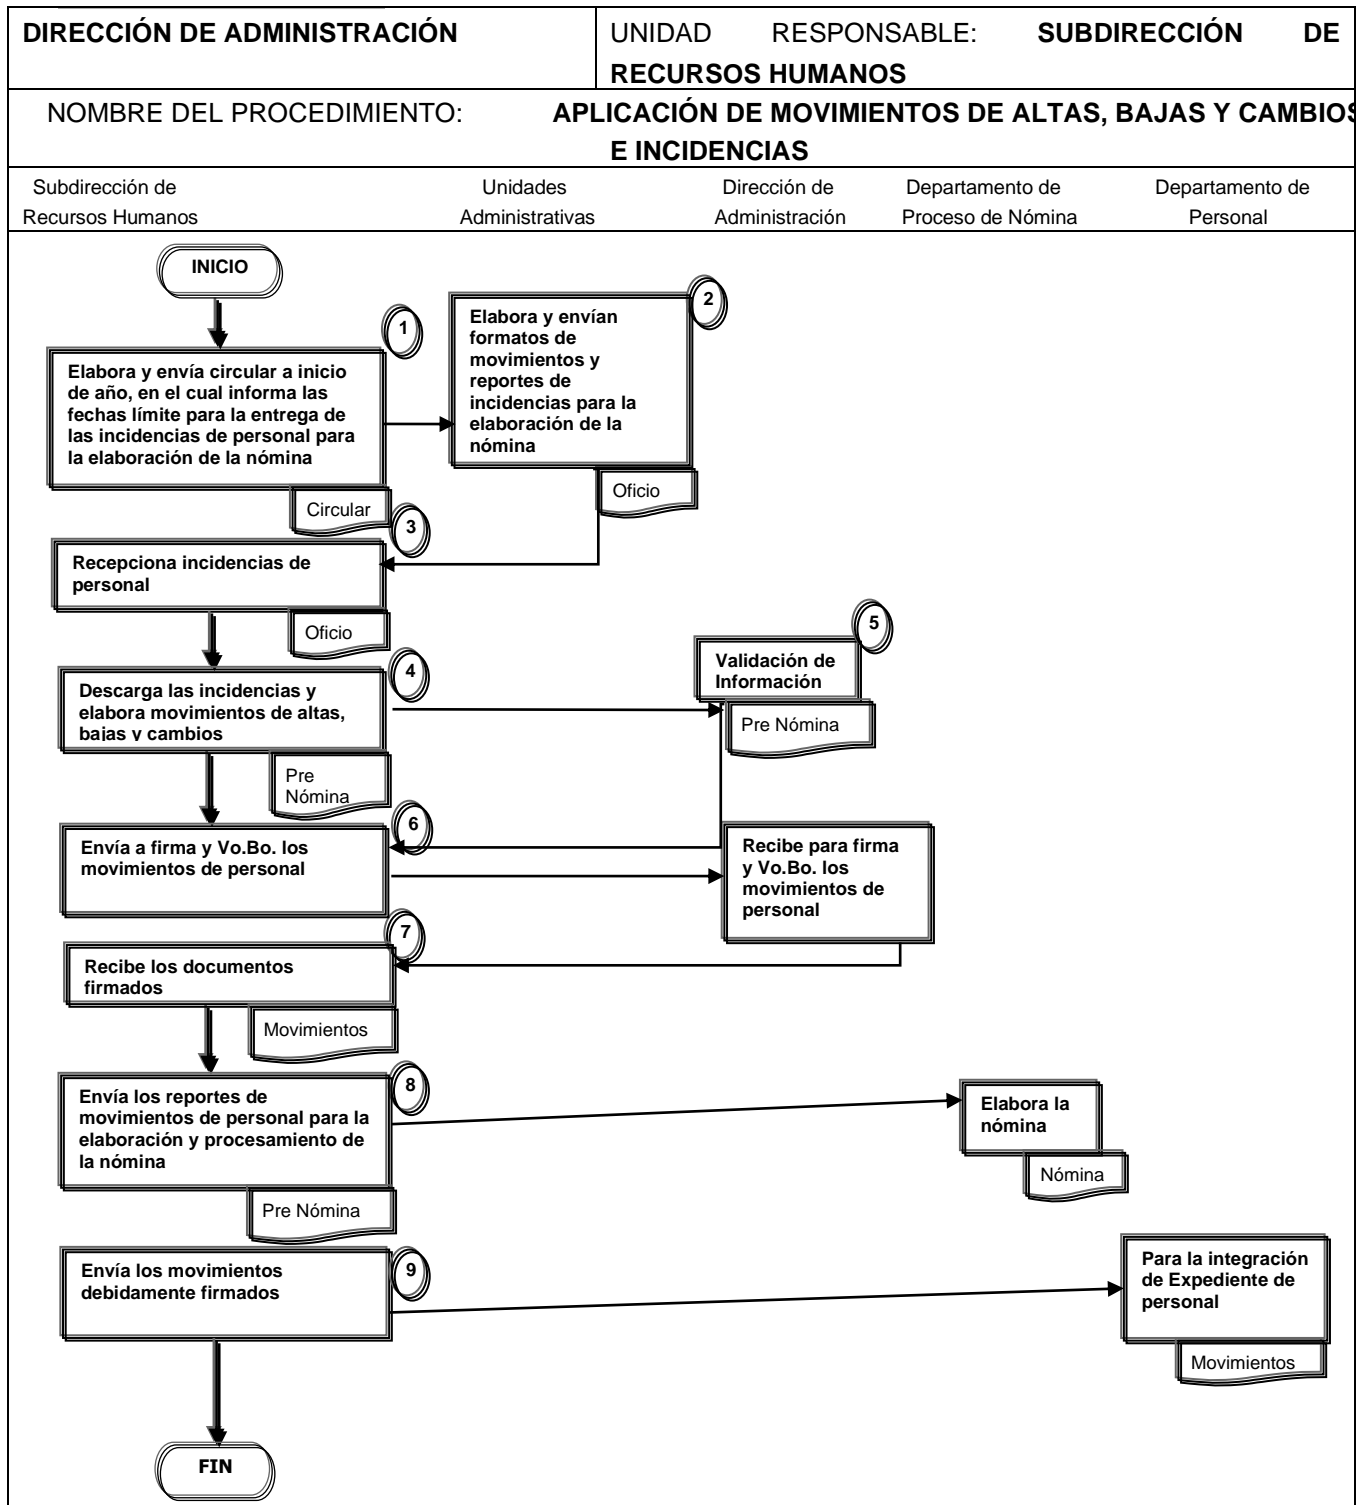 DIRECCIÓN DE ADMINISTRACIÓN
UNIDAD RESPONSABLE: SUBDIRECCIÓN DE
RECURSOS HUMANOS
NOMBRE DEL PROCEDIMIENTO: APLICACIÓN DE MOVIMIENTOS DE ALTAS, BAJAS Y CAMBIOS
E INCIDENCIAS
Subdirección de
Recursos Humanos
Unidades
Administrativas
Dirección de
Administración
Departamento de
Proceso de Nómina
Departamento de
Personal
INICIO
1
Elabora y envía circular a inicio
de año, en el cual informa las
fechas límite para la entrega de
las incidencias de personal para
la elaboración de la nómina
Circular
2
Elabora y envían
formatos de
movimientos y
reportes de
incidencias para la
elaboración de la
nómina
Oficio
3
Recepciona incidencias de
personal
Oficio
4
Descarga las incidencias y
elabora movimientos de altas,
bajas y cambios
Pre
Nómina
5
Validación de
Información
Pre Nómina
6
Envía a firma y Vo.Bo. los
movimientos de personal
Recibe para firma
y Vo.Bo. los
movimientos de
personal
7
Recibe los documentos
firmados
Movimientos
8
Envía los reportes de
movimientos de personal para la
elaboración y procesamiento de
la nómina
Pre Nómina
Elabora la
nómina
Nómina
9
Envía los movimientos
debidamente firmados
Para la integración
de Expediente de
personal
Movimientos
FIN